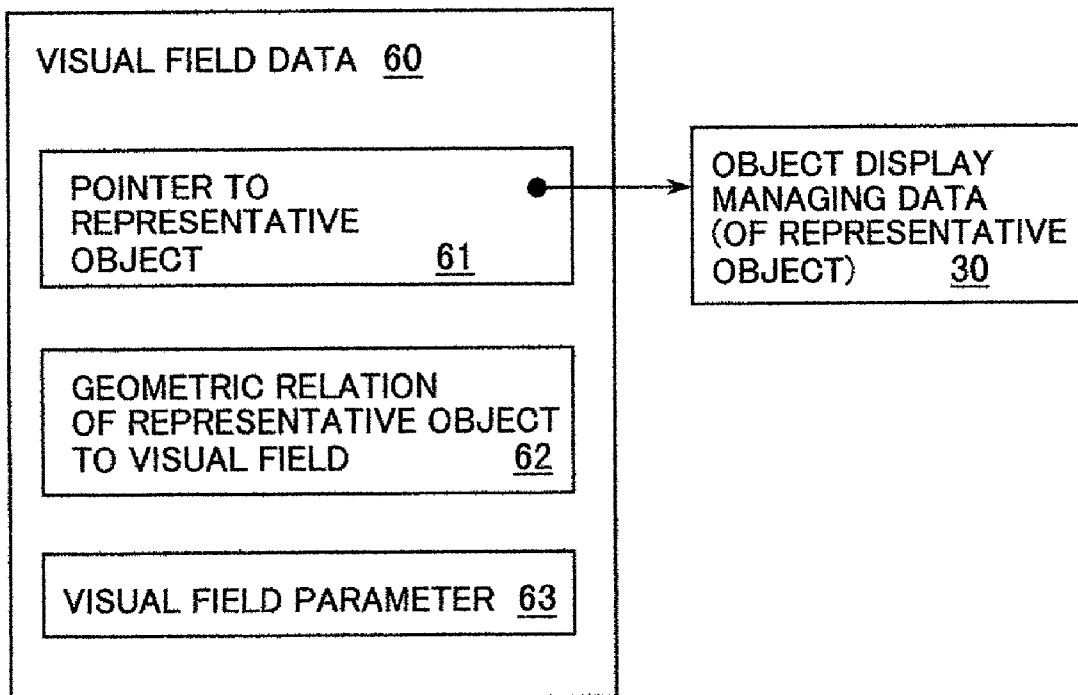 VISUAL FIELD DATA 60
POINTER TO
REPRESENTATIVE
OBJECT 61
OBJECT DISPLAY
MANAGING DATA
(OF REPRESENTATIVE
OBJECT) 30
GEOMETRIC RELATION
OF REPRESENTATIVE OBJECT
TO VISUAL FIELD 62
VISUAL FIELD PARAMETER 63